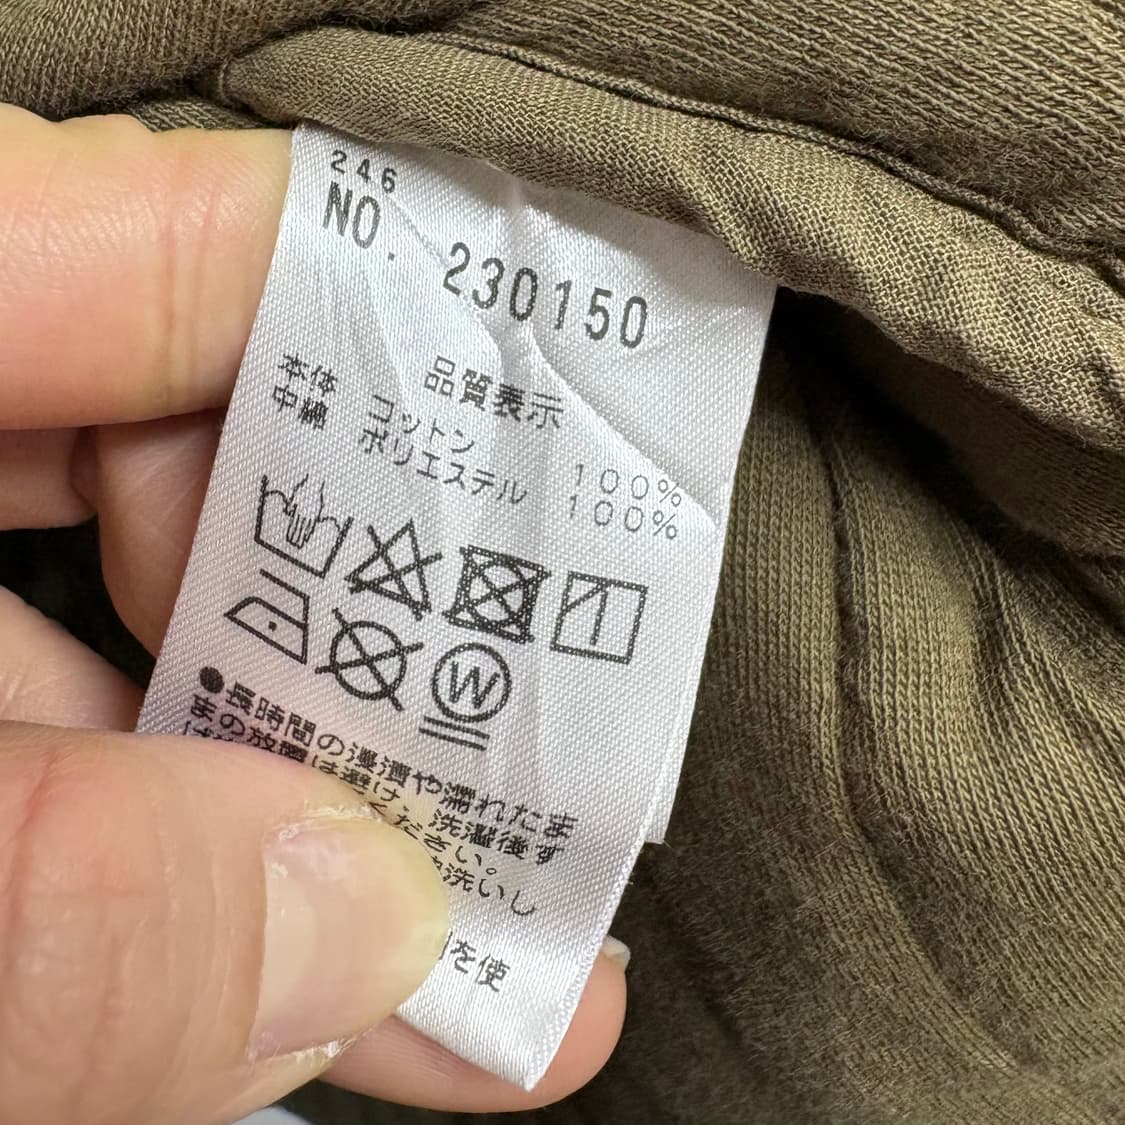 246
NO. 230150
品質表示
本体 コットン 100%
中綿 ポリエステル 100%
W
●長時間の浸漬や濡れたま
まの放置は避け、洗濯後す
ください。
洗いし
を使